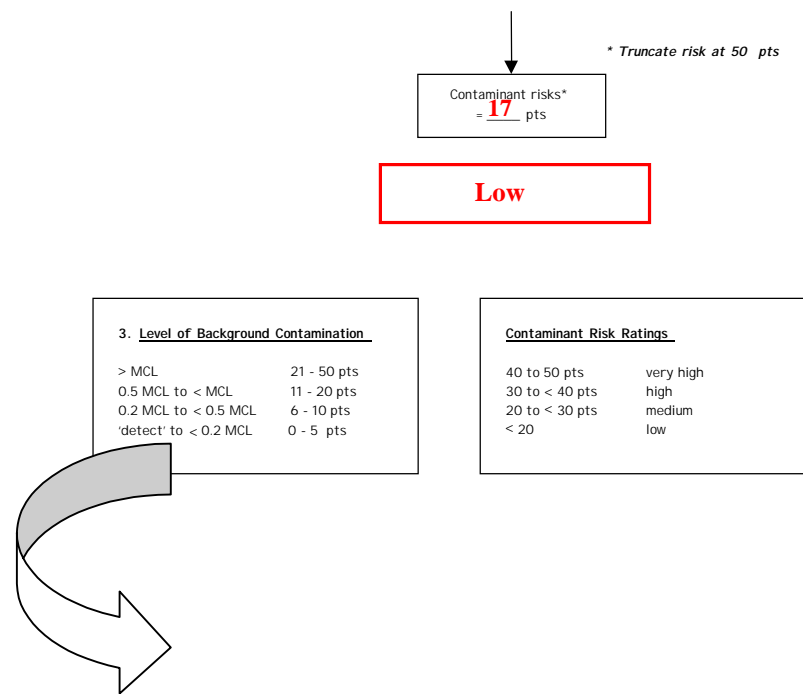 * Truncate risk at 50 pts
Contaminant risks*
= 17 pts
Low
3. Level of Background Contamination
> MCL 21 - 50 pts
0.5 MCL to < MCL 11 - 20 pts
0.2 MCL to < 0.5 MCL 6 - 10 pts
'detect' to < 0.2 MCL 0 - 5 pts
Contaminant Risk Ratings
40 to 50 pts very high
30 to < 40 pts high
20 to < 30 pts medium
< 20 low